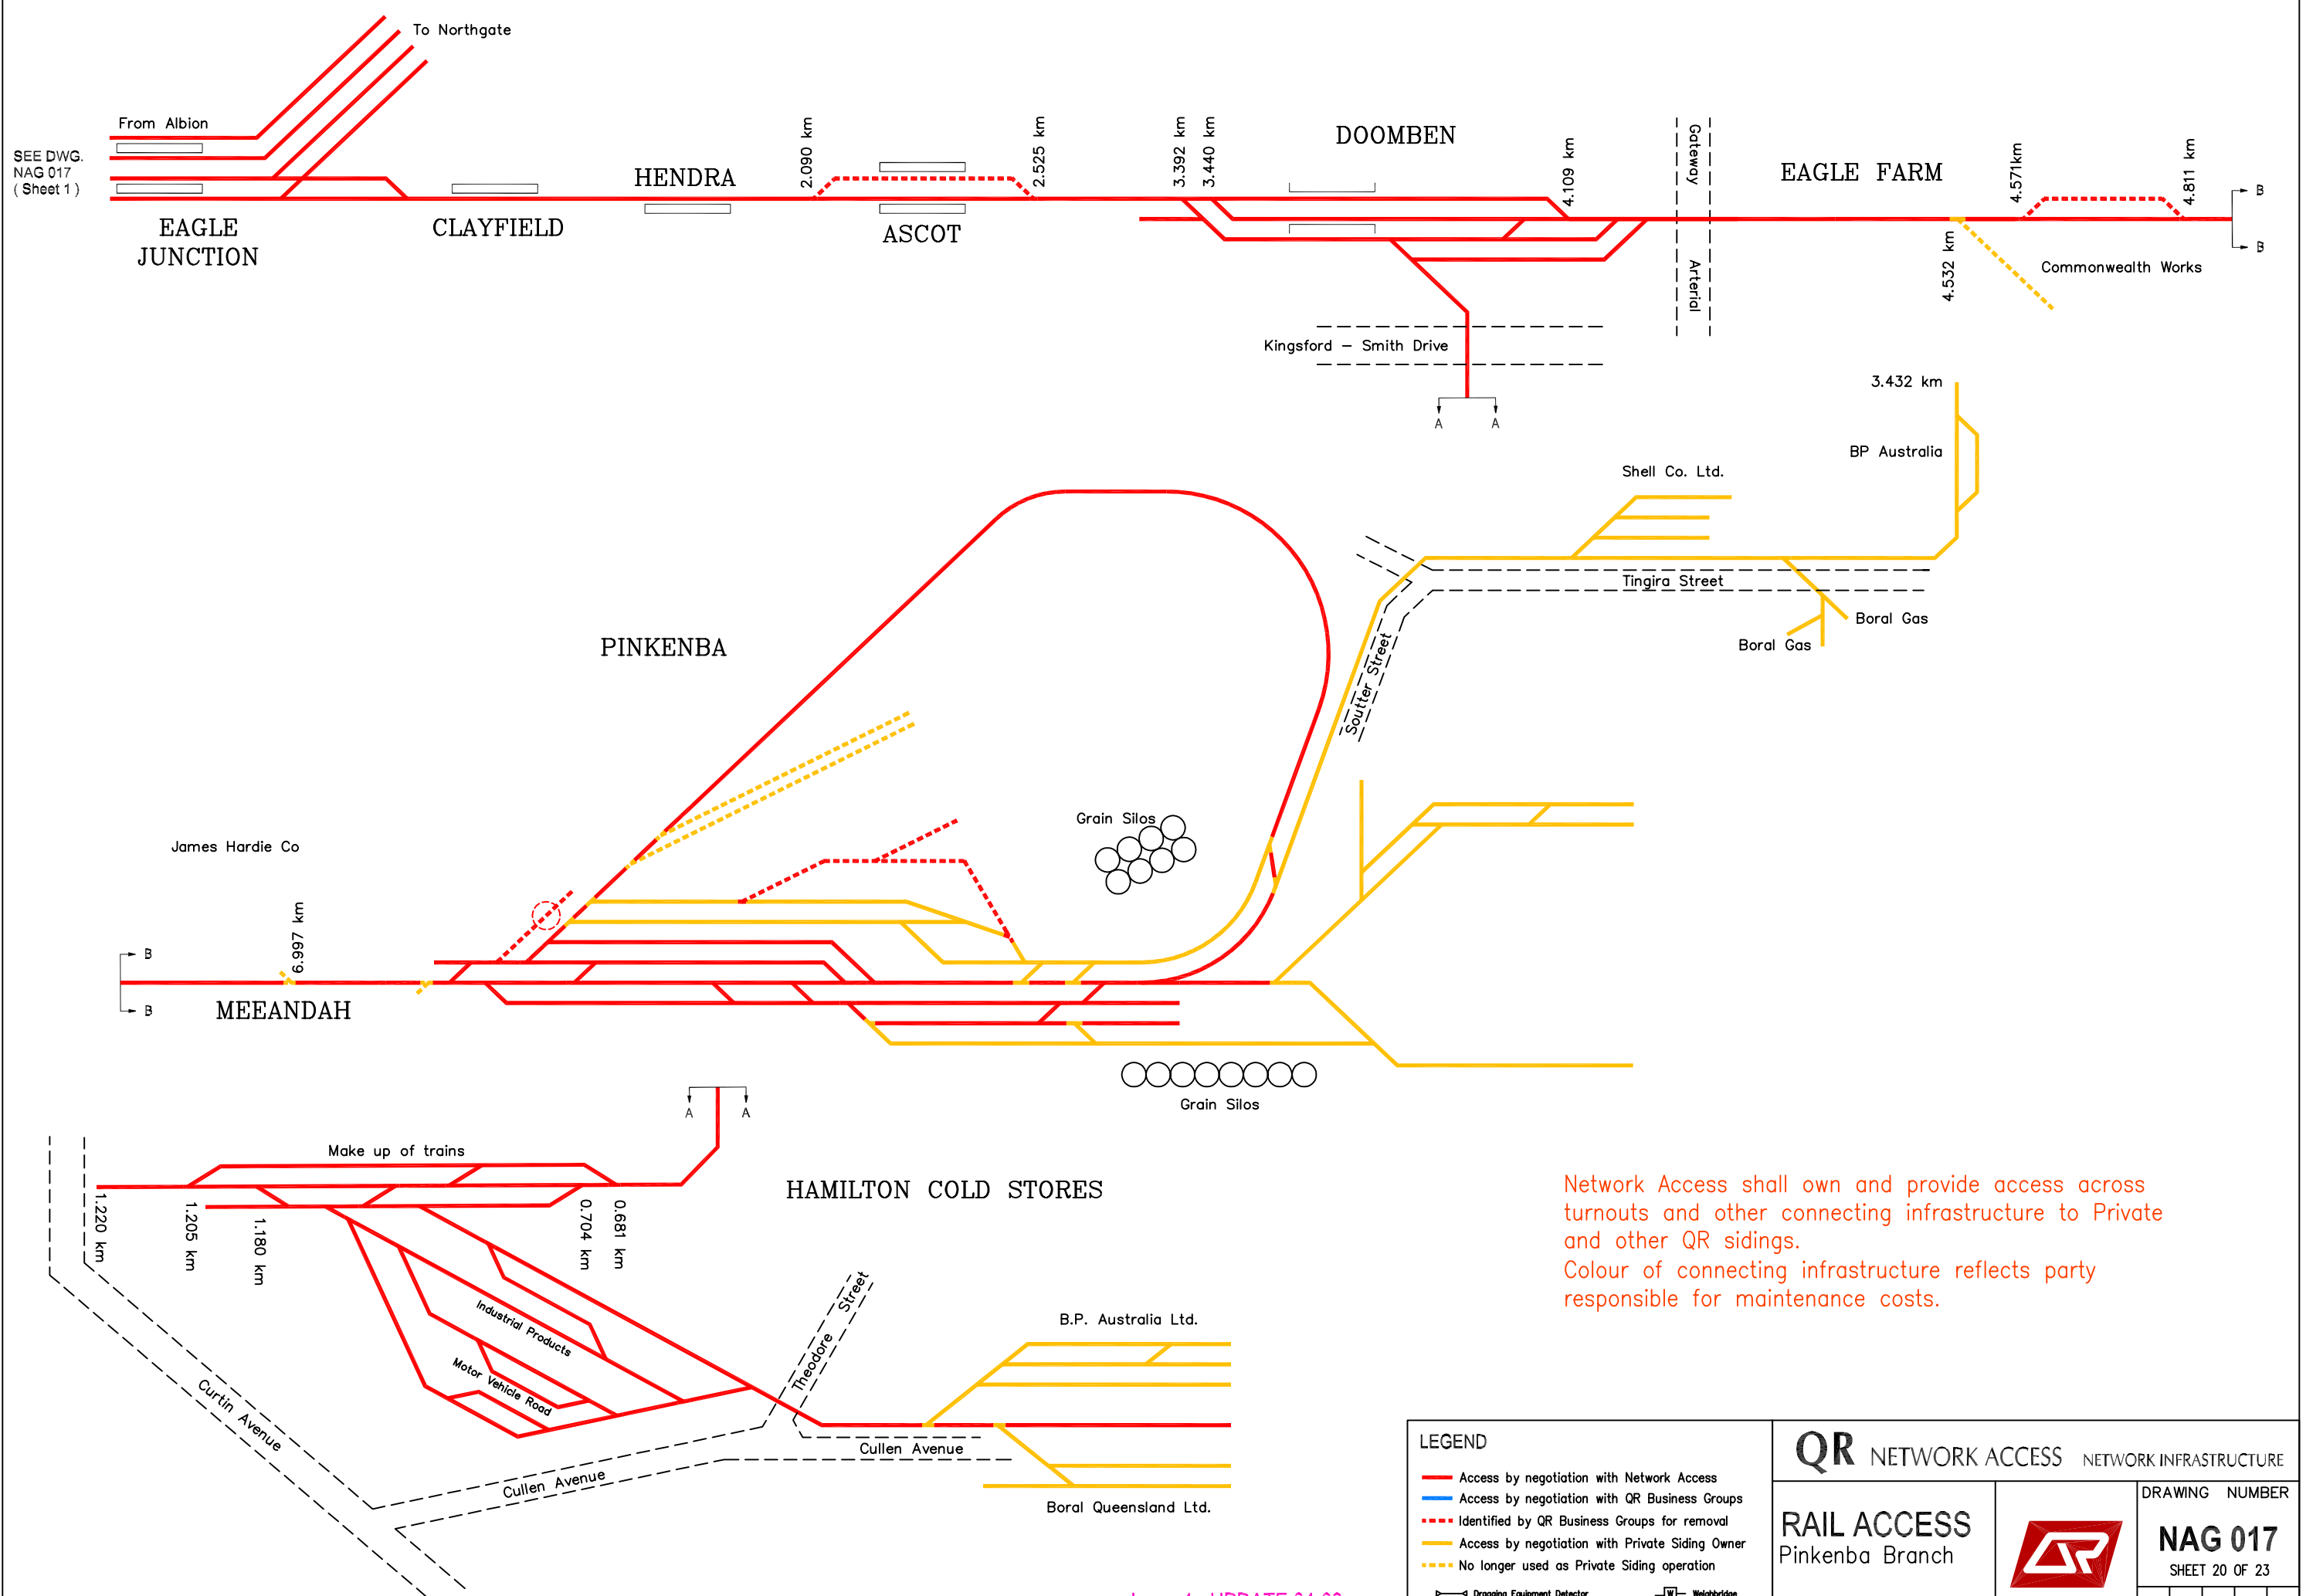 To Northgate
From Albion
SEE DWG.
NAG 017
( Sheet 1 )
EAGLE
JUNCTION
CLAYFIELD
HENDRA
2.090 km
ASCOT
2.525 km
3.392 km
3.440 km
DOOMBEN
4.109 km
Gateway
Arterial
EAGLE FARM
4.532 km
4.571km
4.811 km
B
B
Commonwealth Works
Kingsford – Smith Drive
A
A
3.432 km
BP Australia
Shell Co. Ltd.
Tingira Street
Boral Gas
Boral Gas
Soutter Street
PINKENBA
Grain Silos
James Hardie Co
6.997 km
B
B
MEEANDAH
Grain Silos
A
A
Make up of trains
HAMILTON COLD STORES
1.220 km
1.205 km
1.180 km
0.704 km
0.681 km
Industrial Products
Motor Vehicle Road
Theodore Street
Curtin Avenue
Cullen Avenue
Cullen Avenue
B.P. Australia Ltd.
Boral Queensland Ltd.
Network Access shall own and provide access across
turnouts and other connecting infrastructure to Private
and other QR sidings.
Colour of connecting infrastructure reflects party
responsible for maintenance costs.
LEGEND
Access by negotiation with Network Access
Access by negotiation with QR Business Groups
Identified by QR Business Groups for removal
Access by negotiation with Private Siding Owner
No longer used as Private Siding operation
Dragging Equipment Detector
W Weighbridge
QR NETWORK ACCESS NETWORK INFRASTRUCTURE
RAIL ACCESS
Pinkenba Branch
QR
DRAWING NUMBER
NAG 017
SHEET 20 OF 23